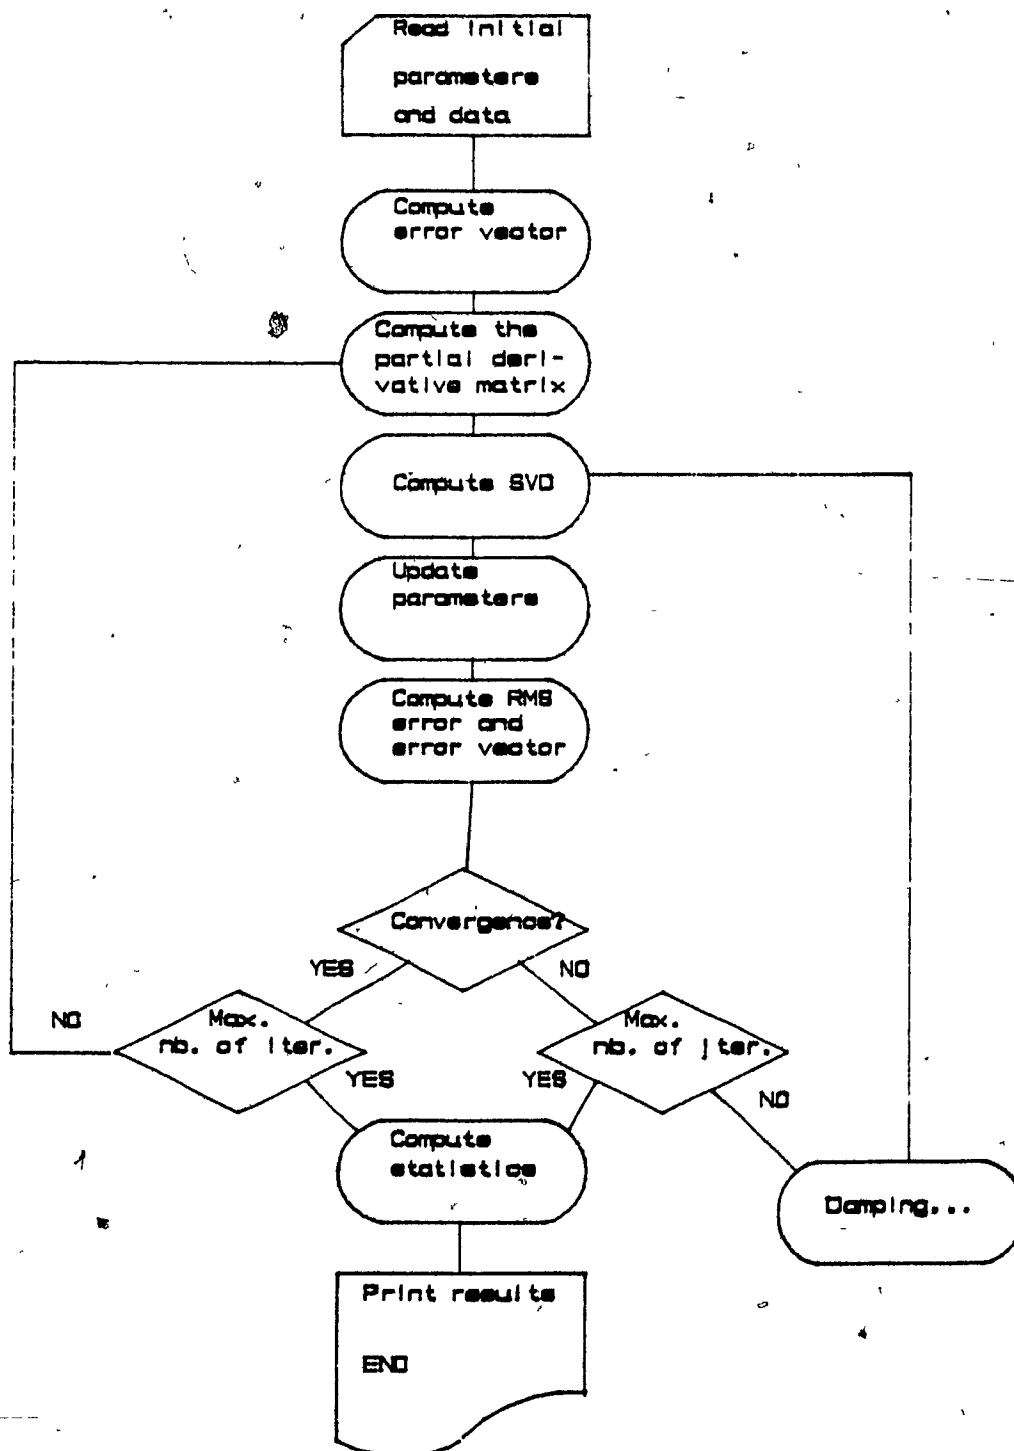 Read initial
parameters
and data
Compute
error vector
Compute the
partial deri-
vative matrix
Compute SVD
Update
parameters
Compute RMS
error and
error vector
Convergence?
YES
NO
NO
Max.
nb. of iter.
Max.
nb. of iter.
YES
YES
NO
Compute
statistics
Damping...
Print results
END